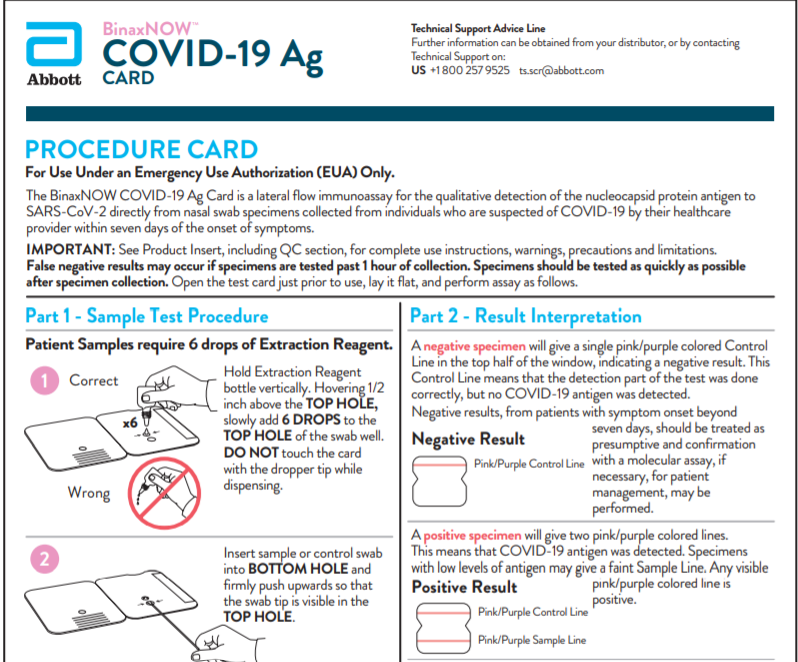 Abbott
BinaxNOW™
COVID-19 Ag
CARD
Technical Support Advice Line
Further information can be obtained from your distributor, or by contacting
Technical Support on:
US +1 800 257 9525 ts.scr@abbott.com
PROCEDURE CARD
For Use Under an Emergency Use Authorization (EUA) Only.
The BinaxNOW COVID-19 Ag Card is a lateral flow immunoassay for the qualitative detection of the nucleocapsid protein antigen to
SARS-CoV-2 directly from nasal swab specimens collected from individuals who are suspected of COVID-19 by their healthcare
provider within seven days of the onset of symptoms.
IMPORTANT: See Product Insert, including QC section, for complete use instructions, warnings, precautions and limitations.
False negative results may occur if specimens are tested past 1 hour of collection. Specimens should be tested as quickly as possible
after specimen collection. Open the test card just prior to use, lay it flat, and perform assay as follows.
Part 1 - Sample Test Procedure
Patient Samples require 6 drops of Extraction Reagent.
1
Correct
x6
Wrong
Hold Extraction Reagent
bottle vertically. Hovering 1/2
inch above the TOP HOLE,
slowly add 6 DROPS to the
TOP HOLE of the swab well.
DO NOT touch the card
with the dropper tip while
dispensing.
2
Insert sample or control swab
into BOTTOM HOLE and
firmly push upwards so that
the swab tip is visible in the
TOP HOLE.
Part 2 - Result Interpretation
A negative specimen will give a single pink/purple colored Control
Line in the top half of the window, indicating a negative result. This
Control Line means that the detection part of the test was done
correctly, but no COVID-19 antigen was detected.
Negative results, from patients with symptom onset beyond
seven days, should be treated as
presumptive and confirmation
with a molecular assay, if
necessary, for patient
management, may be
performed.
Negative Result
Pink/Purple Control Line
A positive specimen will give two pink/purple colored lines.
This means that COVID-19 antigen was detected. Specimens
with low levels of antigen may give a faint Sample Line. Any visible
pink/purple colored line is
positive.
Positive Result
Pink/Purple Control Line
Pink/Purple Sample Line